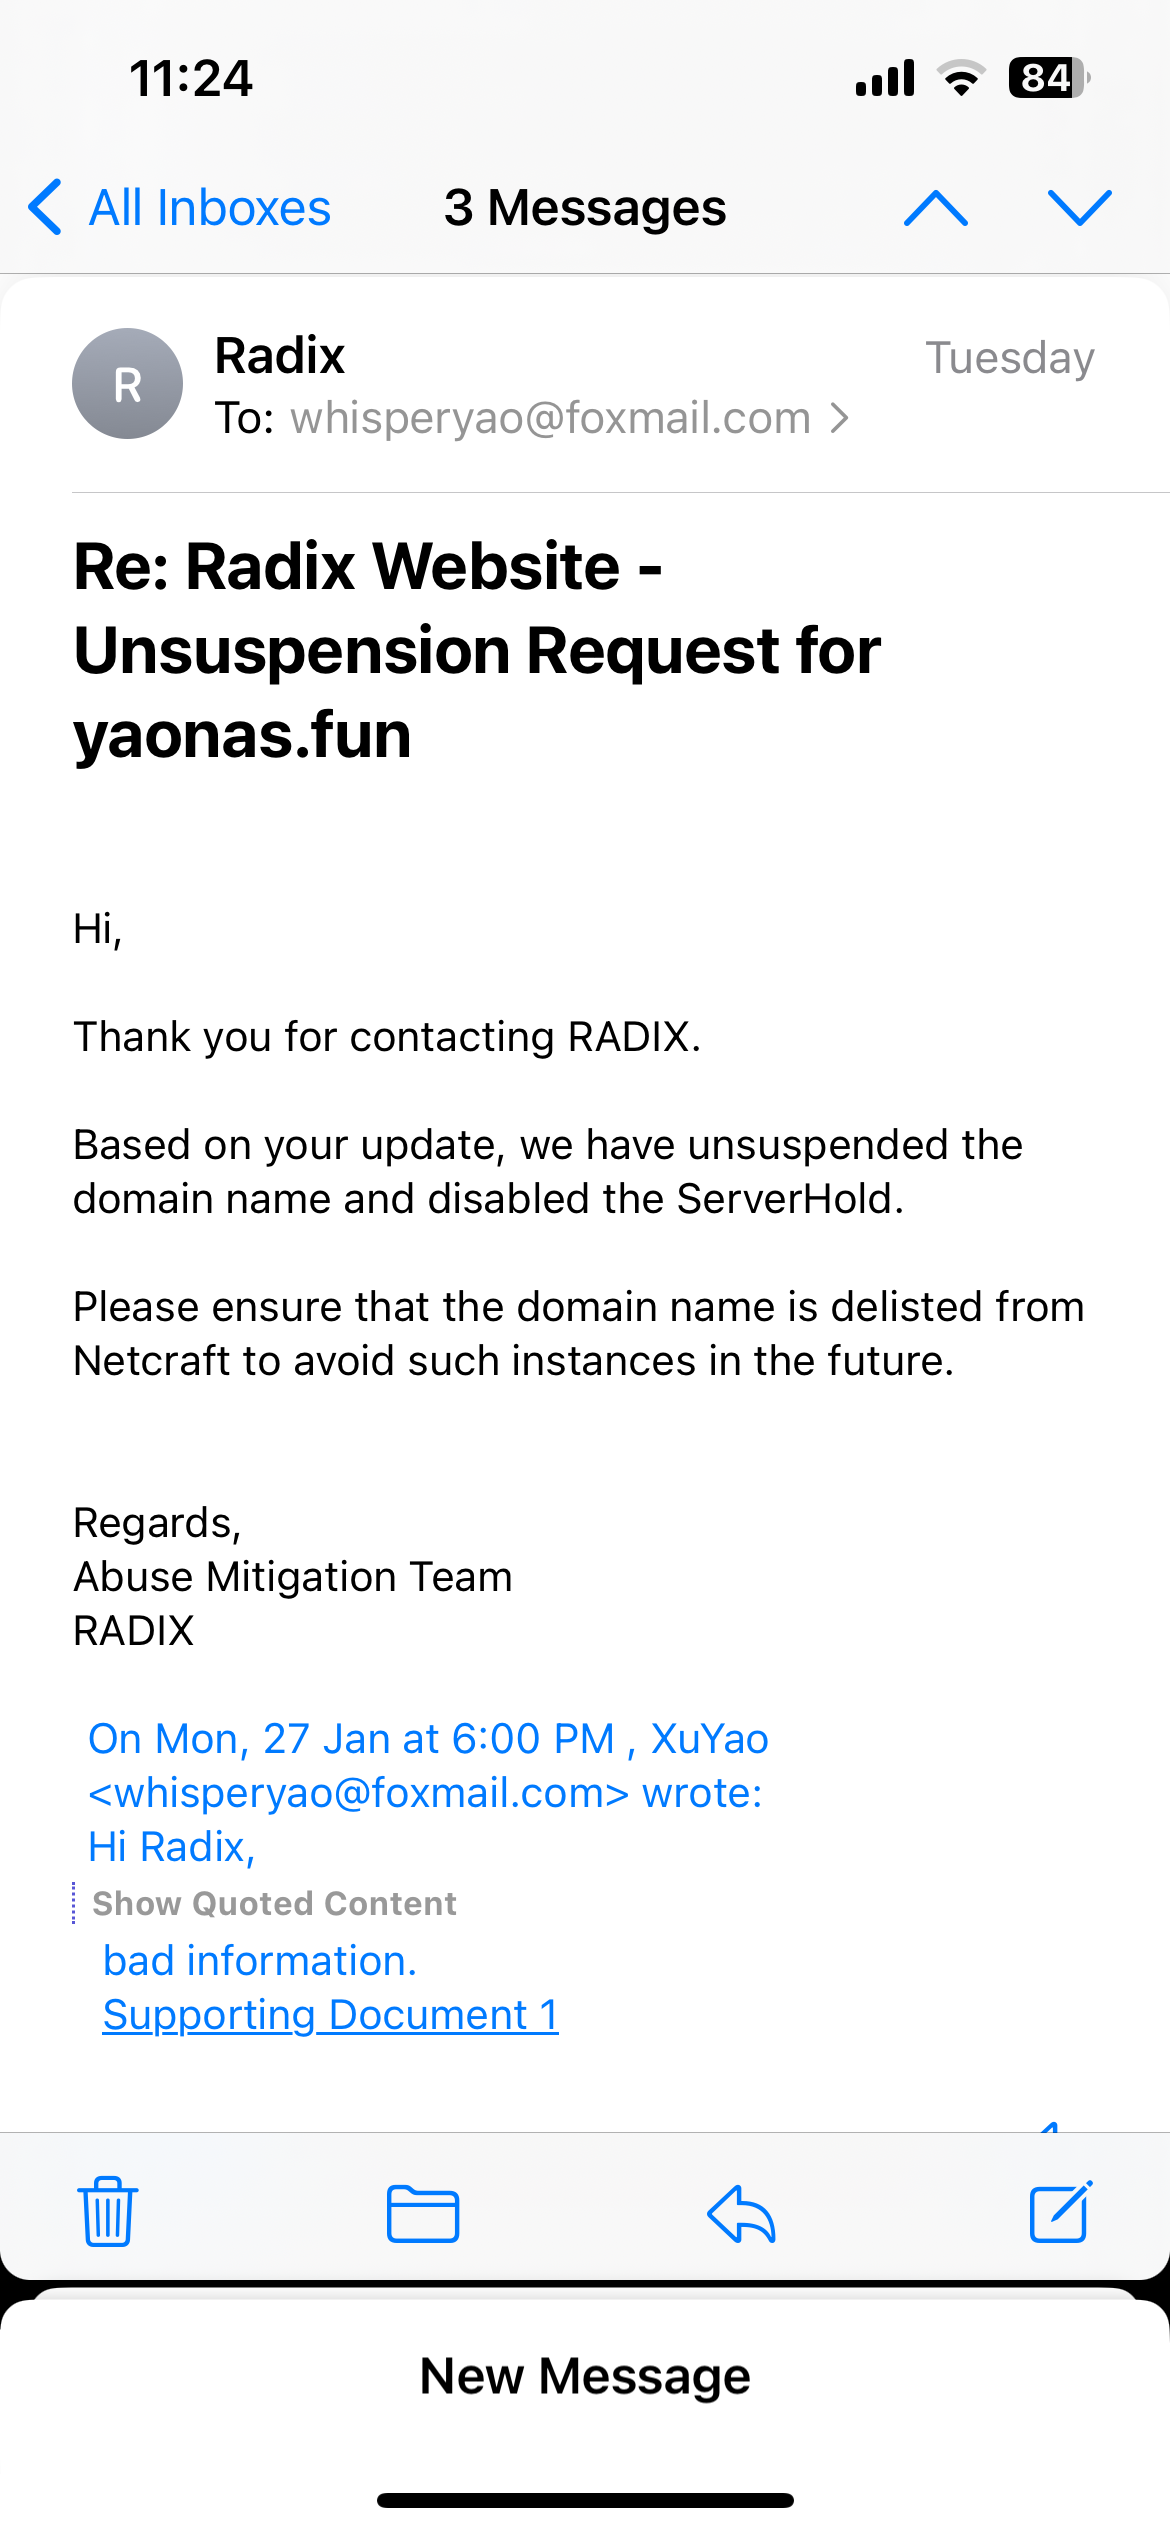 11:24
84
All Inboxes
3 Messages
R
Radix
Tuesday
To: whisperyao@foxmail.com
Re: Radix Website -
Unsuspension Request for
yaonas.fun
Hi,
Thank you for contacting RADIX.
Based on your update, we have unsuspended the
domain name and disabled the ServerHold.
Please ensure that the domain name is delisted from
Netcraft to avoid such instances in the future.
Regards,
Abuse Mitigation Team
RADIX
On Mon, 27 Jan at 6:00 PM , XuYao
<whisperyao@foxmail.com> wrote:
Hi Radix,
Show Quoted Content
bad information.
Supporting Document 1
New Message